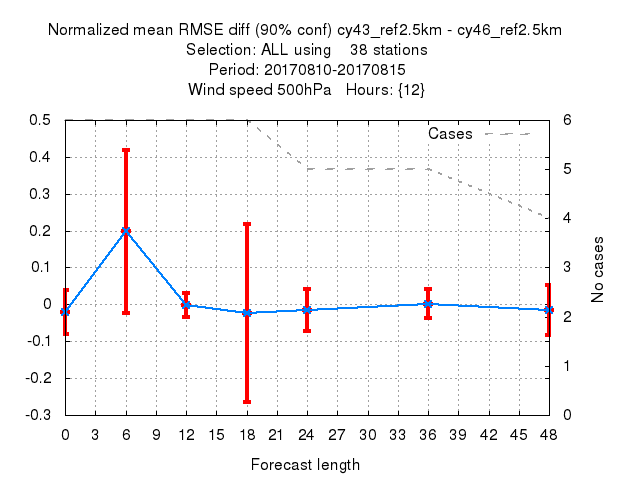 Normalized mean RMSE diff (90% conf) cy43_ref2.5km - cy46_ref2.5km
Selection: ALL using 38 stations
Period: 20170810-20170815
Wind speed 500hPa Hours: {12}
Cases
0.5
0.4
0.3
0.2
0.1
0
-0.1
-0.2
-0.3
6
5
4
3
2
1
0
No cases
0 3 6 9 12 15 18 21 24 27 30 33 36 39 42 45 48
Forecast length